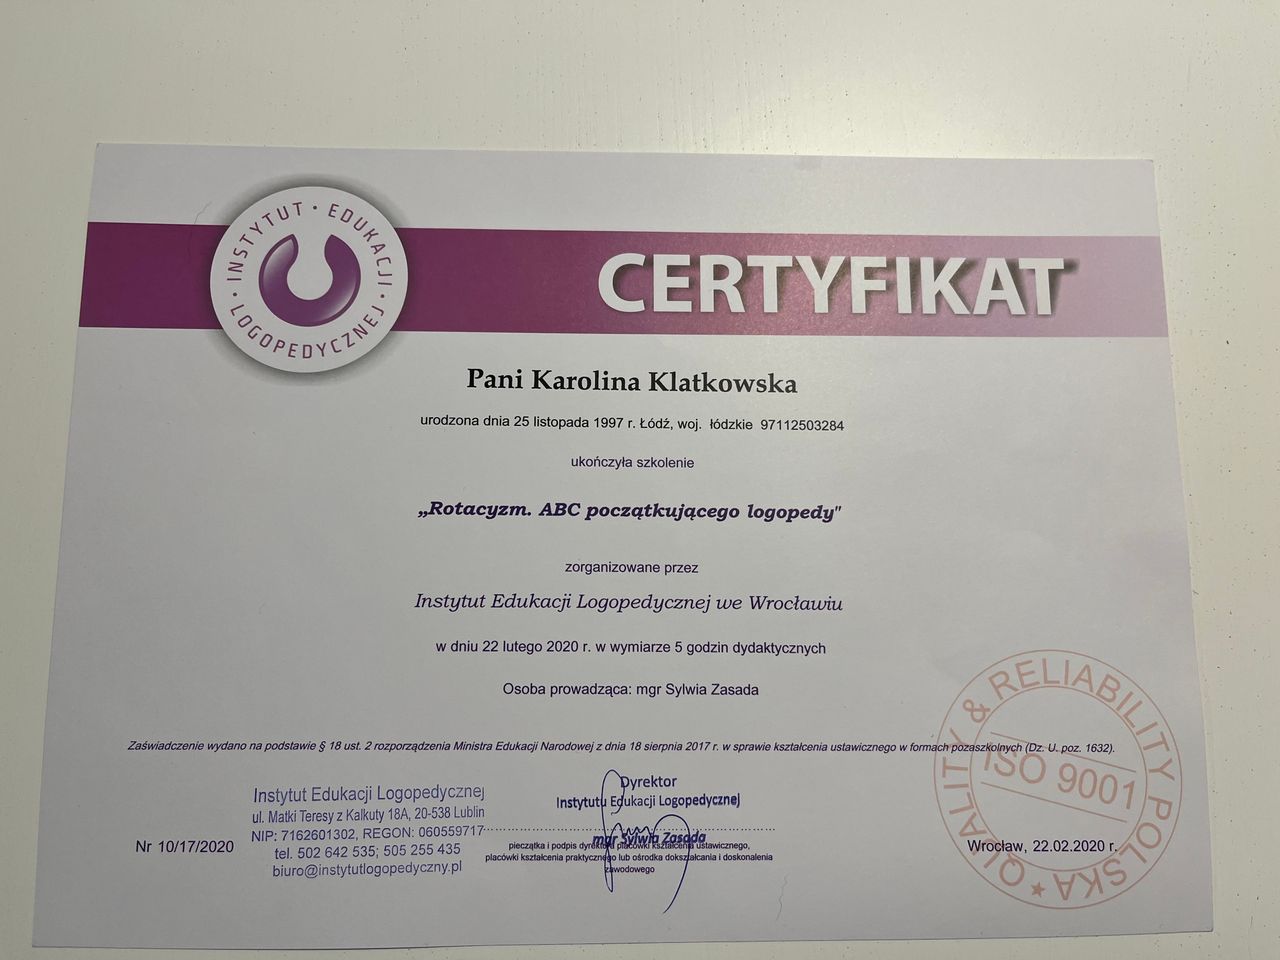 INSTYTUT • EDUKACJI • LOGOPEDYCZNEJ •
CERTYFIKAT
Pani Karolina Klatkowska
urodzona dnia 25 listopada 1997 r. Łódź, woj. łódzkie 97112503284
ukończyła szkolenie
„Rotacyzm. ABC początkującego logopedy"
zorganizowane przez
Instytut Edukacji Logopedycznej we Wrocławiu
w dniu 22 lutego 2020 r. w wymiarze 5 godzin dydaktycznych
Osoba prowadząca: mgr Sylwia Zasada
Zaświadczenie wydano na podstawie § 18 ust. 2 rozporządzenia Ministra Edukacji Narodowej z dnia 18 sierpnia 2017 r. w sprawie kształcenia ustawicznego w formach pozaszkolnych (Dz. U. poz. 1632).
Nr 10/17/2020
Instytut Edukacji Logopedycznej
ul. Matki Teresy z Kalkuty 18A, 20-538 Lublin
NIP: 7162601302, REGON: 060559717
tel. 502 642 535; 505 255 435
biuro@instytutlogopedyczny.pl
Dyrektor
Instytutu Edukacji Logopedycznej
mgr Sylwia Zasada
pieczątka i podpis dyrektora placówki kształcenia ustawicznego,
placówki kształcenia praktycznego lub ośrodka dokształcania i doskonalenia
zawodowego
QUALITY & RELIABILITY POLSKA ★
ISO 9001
Wrocław, 22.02.2020 r.